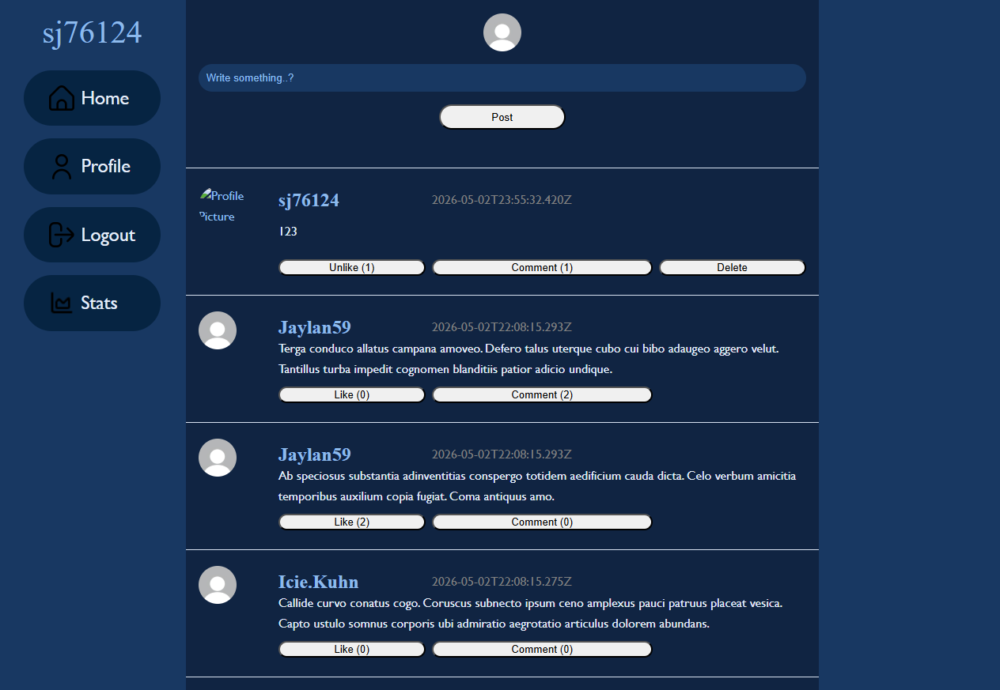 sj76124
Home
Profile
Logout
Stats
Write something..?
Post
Profile
Picture
sj76124 2026-05-02T23:55:32.420Z
123
Unlike (1) Comment (1) Delete
Jaylan59 2026-05-02T22:08:15.293Z
Terga conduco allatus campana amoveo. Defero talus uterque cubo cui bibo adaugeo aggero velut.
Tantillus turba impedit cognomen blanditiis patior adicio undique.
Like (0) Comment (2)
Jaylan59 2026-05-02T22:08:15.293Z
Ab speciosus substantia adinventitias conspergo totidem aedificium cauda dicta. Celo verbum amicitia
temporibus auxilium copia fugiat. Coma antiquus amo.
Like (2) Comment (0)
Icie.Kuhn 2026-05-02T22:08:15.275Z
Callide curvo conatus cogo. Coruscus subnecto ipsum ceno amplexus pauci patruus placeat vesica.
Capto ustulo somnus corporis ubi admiratio aegrotatio articulus dolorem abundans.
Like (0) Comment (0)